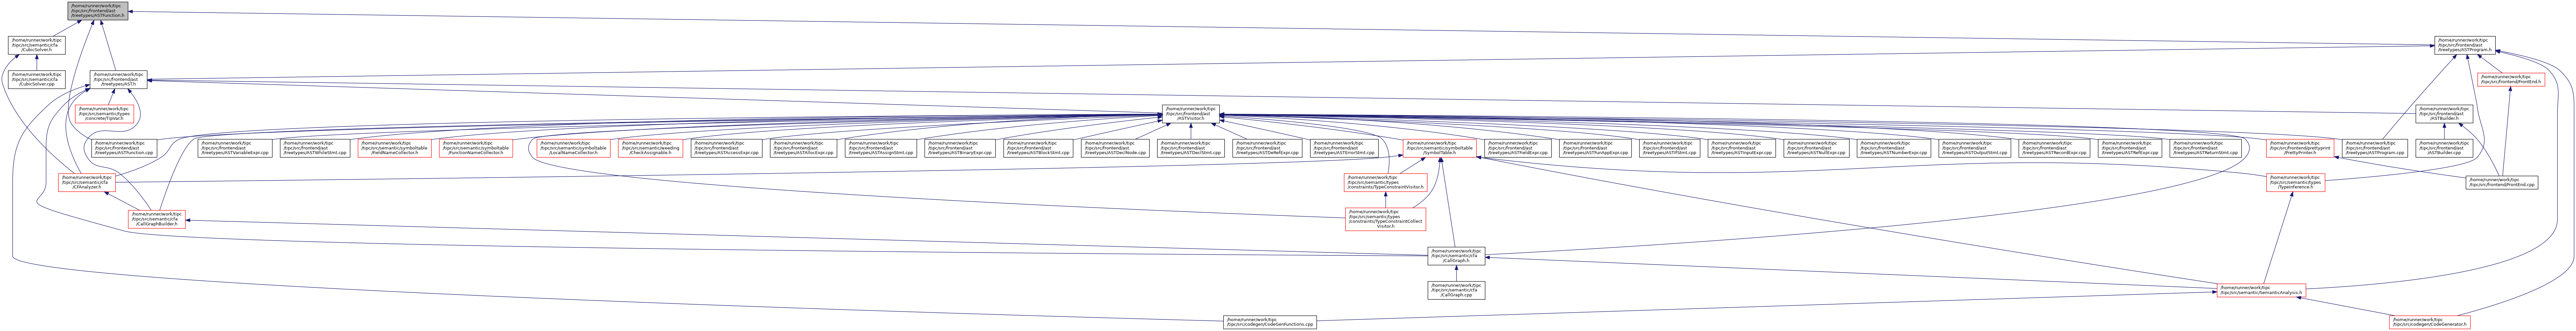 /home/runner/work/tipc
/tipc/src/frontend/ast
/treetypes/ASTFunction.h
/home/runner/work/tipc
/tipc/src/semantic/cfa
/CubicSolver.h
/home/runner/work/tipc
/tipc/src/frontend/ast
/treetypes/ASTProgram.h
/home/runner/work/tipc
/tipc/src/semantic/cfa
/CubicSolver.cpp
/home/runner/work/tipc
/tipc/src/frontend/ast
/treetypes/AST.h
/home/runner/work/tipc
/tipc/src/frontend/FrontEnd.h
/home/runner/work/tipc
/tipc/src/semantic/types
/concrete/TipVar.h
/home/runner/work/tipc
/tipc/src/frontend/ast
/ASTVisitor.h
/home/runner/work/tipc
/tipc/src/frontend/ast
/ASTBuilder.h
/home/runner/work/tipc
/tipc/src/frontend/ast
/treetypes/ASTFunction.cpp
/home/runner/work/tipc
/tipc/src/frontend/ast
/treetypes/ASTVariableExpr.cpp
/home/runner/work/tipc
/tipc/src/frontend/ast
/treetypes/ASTWhileStmt.cpp
/home/runner/work/tipc
/tipc/src/semantic/symboltable
/FieldNameCollector.h
/home/runner/work/tipc
/tipc/src/semantic/symboltable
/FunctionNameCollector.h
/home/runner/work/tipc
/tipc/src/semantic/symboltable
/LocalNameCollector.h
/home/runner/work/tipc
/tipc/src/semantic/weeding
/CheckAssignable.h
/home/runner/work/tipc
/tipc/src/frontend/ast
/treetypes/ASTAccessExpr.cpp
/home/runner/work/tipc
/tipc/src/frontend/ast
/treetypes/ASTAllocExpr.cpp
/home/runner/work/tipc
/tipc/src/frontend/ast
/treetypes/ASTAssignStmt.cpp
/home/runner/work/tipc
/tipc/src/frontend/ast
/treetypes/ASTBinaryExpr.cpp
/home/runner/work/tipc
/tipc/src/frontend/ast
/treetypes/ASTBlockStmt.cpp
/home/runner/work/tipc
/tipc/src/frontend/ast
/treetypes/ASTDeclNode.cpp
/home/runner/work/tipc
/tipc/src/frontend/ast
/treetypes/ASTDeclStmt.cpp
/home/runner/work/tipc
/tipc/src/frontend/ast
/treetypes/ASTDeRefExpr.cpp
/home/runner/work/tipc
/tipc/src/frontend/ast
/treetypes/ASTErrorStmt.cpp
/home/runner/work/tipc
/tipc/src/semantic/symboltable
/SymbolTable.h
/home/runner/work/tipc
/tipc/src/frontend/ast
/treetypes/ASTFieldExpr.cpp
/home/runner/work/tipc
/tipc/src/frontend/ast
/treetypes/ASTFunAppExpr.cpp
/home/runner/work/tipc
/tipc/src/frontend/ast
/treetypes/ASTIfStmt.cpp
/home/runner/work/tipc
/tipc/src/frontend/ast
/treetypes/ASTInputExpr.cpp
/home/runner/work/tipc
/tipc/src/frontend/ast
/treetypes/ASTNullExpr.cpp
/home/runner/work/tipc
/tipc/src/frontend/ast
/treetypes/ASTNumberExpr.cpp
/home/runner/work/tipc
/tipc/src/frontend/ast
/treetypes/ASTOutputStmt.cpp
/home/runner/work/tipc
/tipc/src/frontend/ast
/treetypes/ASTRecordExpr.cpp
/home/runner/work/tipc
/tipc/src/frontend/ast
/treetypes/ASTRefExpr.cpp
/home/runner/work/tipc
/tipc/src/frontend/ast
/treetypes/ASTReturnStmt.cpp
/home/runner/work/tipc
/tipc/src/frontend/prettyprint
/PrettyPrinter.h
/home/runner/work/tipc
/tipc/src/frontend/ast
/treetypes/ASTProgram.cpp
/home/runner/work/tipc
/tipc/src/frontend/ast
/ASTBuilder.cpp
/home/runner/work/tipc
/tipc/src/semantic/cfa
/CFAnalyzer.h
/home/runner/work/tipc
/tipc/src/semantic/types
/constraints/TypeConstraintVisitor.h
/home/runner/work/tipc
/tipc/src/semantic/types
/TypeInference.h
/home/runner/work/tipc
/tipc/src/frontend/FrontEnd.cpp
/home/runner/work/tipc
/tipc/src/semantic/cfa
/CallGraphBuilder.h
/home/runner/work/tipc
/tipc/src/semantic/types
/constraints/TypeConstraintCollect
Visitor.h
/home/runner/work/tipc
/tipc/src/semantic/cfa
/CallGraph.h
/home/runner/work/tipc
/tipc/src/semantic/cfa
/CallGraph.cpp
/home/runner/work/tipc
/tipc/src/semantic/SemanticAnalysis.h
/home/runner/work/tipc
/tipc/src/codegen/CodeGenFunctions.cpp
/home/runner/work/tipc
/tipc/src/codegen/CodeGenerator.h